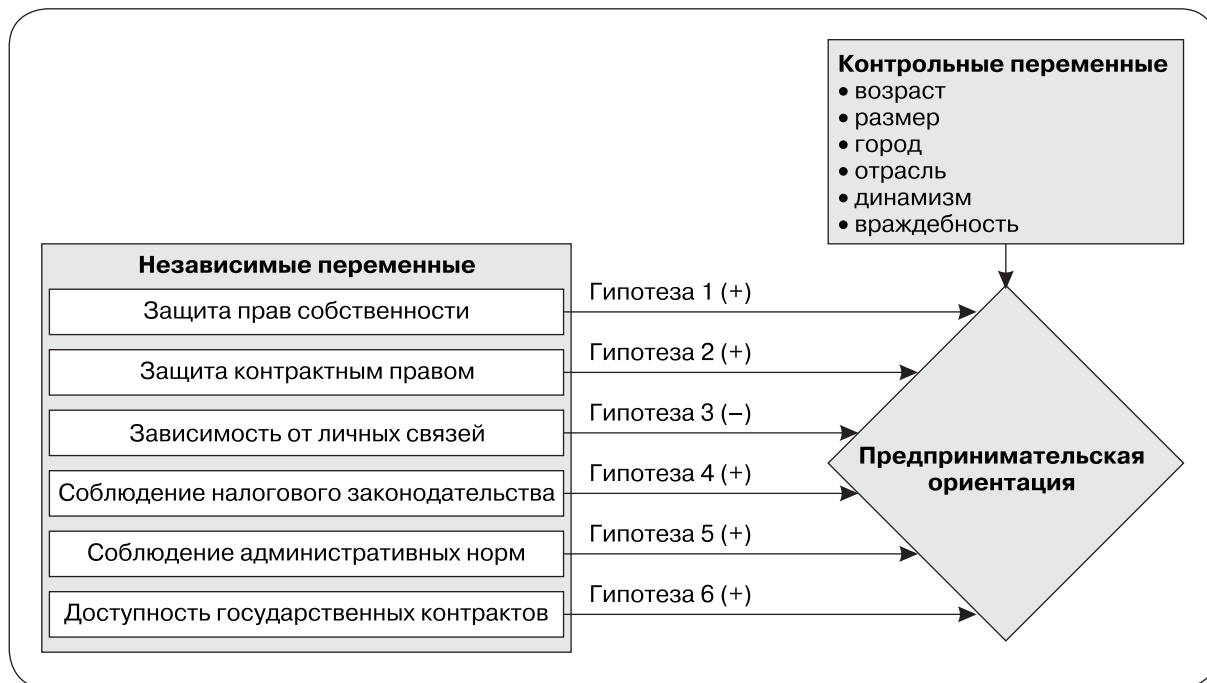 Контрольные переменные
• возраст
• размер
• город
• отрасль
• динамизм
• враждебность
Независимые переменные
Защита прав собственности
Гипотеза 1 (+)
Защита контрактным правом
Гипотеза 2 (+)
Зависимость от личных связей
Гипотеза 3 (–)
Соблюдение налогового законодательства
Гипотеза 4 (+)
Соблюдение административных норм
Гипотеза 5 (+)
Доступность государственных контрактов
Гипотеза 6 (+)
Предпринимательская
ориентация